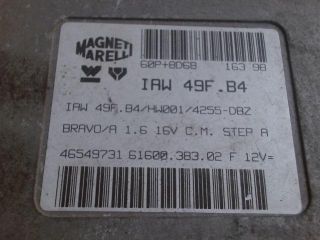 MAGNETI
MARELLI
60P+8D68 163 98
IAW 49F.B4
IAW 49F.B4/HW001/4255-DBZ
BRAVO/A 1.6 16V C.M. STEP A
46549731 61600.383.02 F 12V=